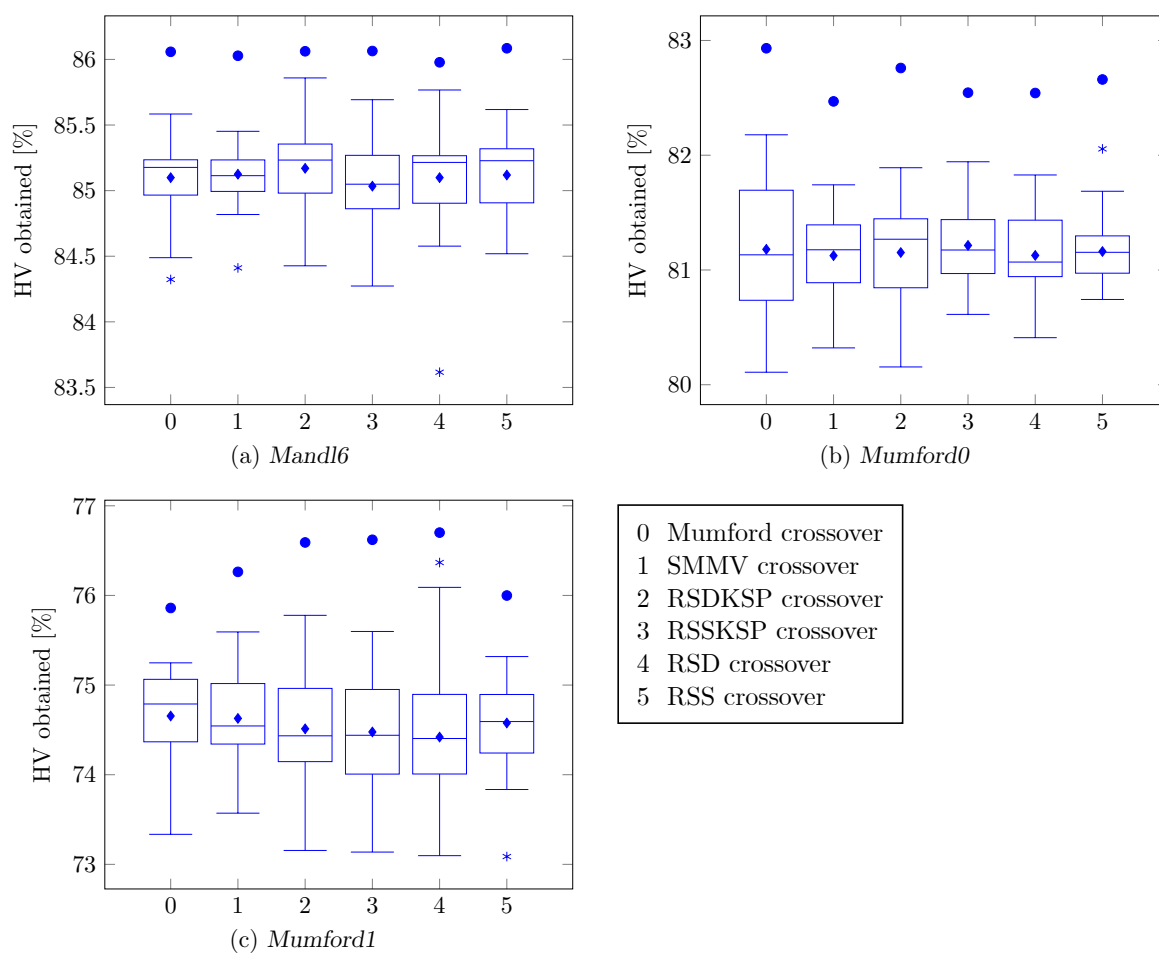 HV obtained [%]
86
85.5
85
84.5
84
83.5
0 1 2 3 4 5
(a) Mandl6
HV obtained [%]
83
82
81
80
0 1 2 3 4 5
(b) Mumford0
HV obtained [%]
77
76
75
74
73
0 1 2 3 4 5
(c) Mumford1
0 Mumford crossover
1 SMMV crossover
2 RSDKSP crossover
3 RSSKSP crossover
4 RSD crossover
5 RSS crossover